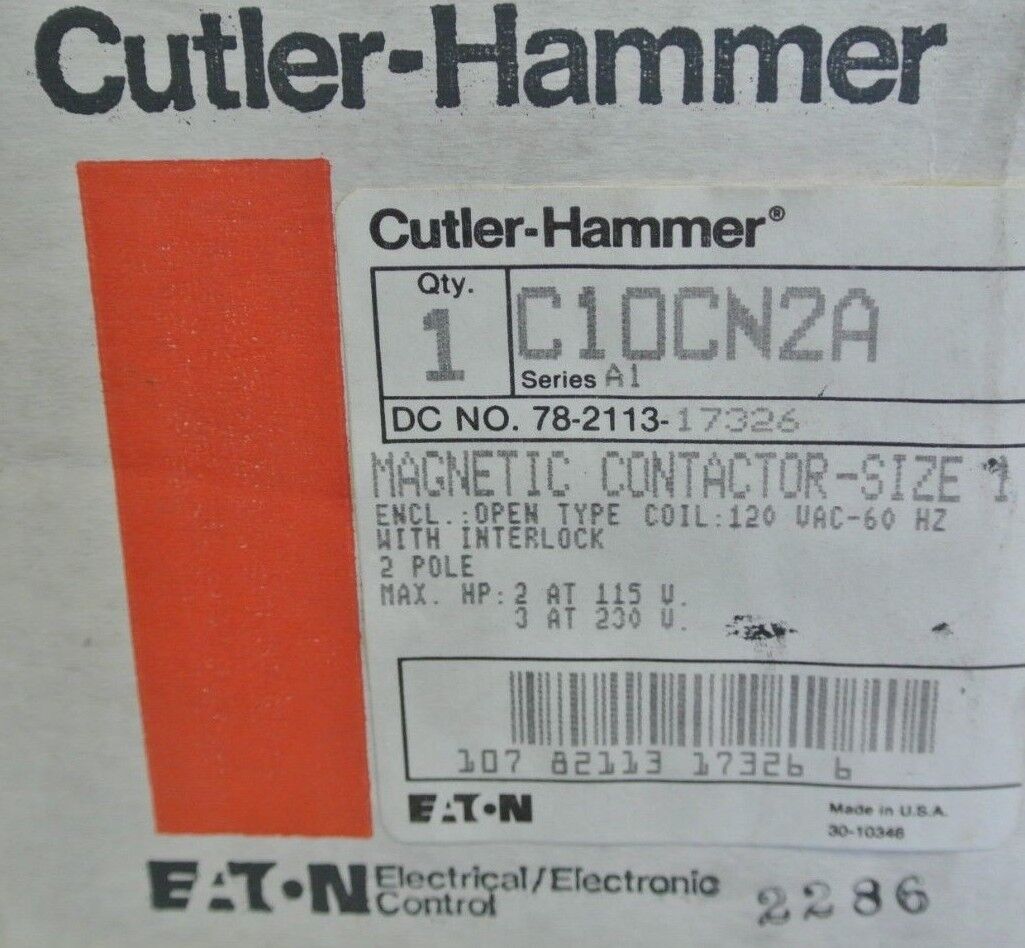 Cutler-Hammer
Cutler-Hammer®
Qty.
1
C10CN2A
Series A1
DC NO. 78-2113-17326
MAGNETIC CONTACTOR-SIZE 1
ENCL.:OPEN TYPE COIL:120 VAC-60 HZ
WITH INTERLOCK
2 POLE
MAX. HP: 2 AT 115 V.
3 AT 230 V.
107 82113 17326 6
EATON
Made in U.S.A.
30-10346
EATON Electrical/Electronic
Control
2286